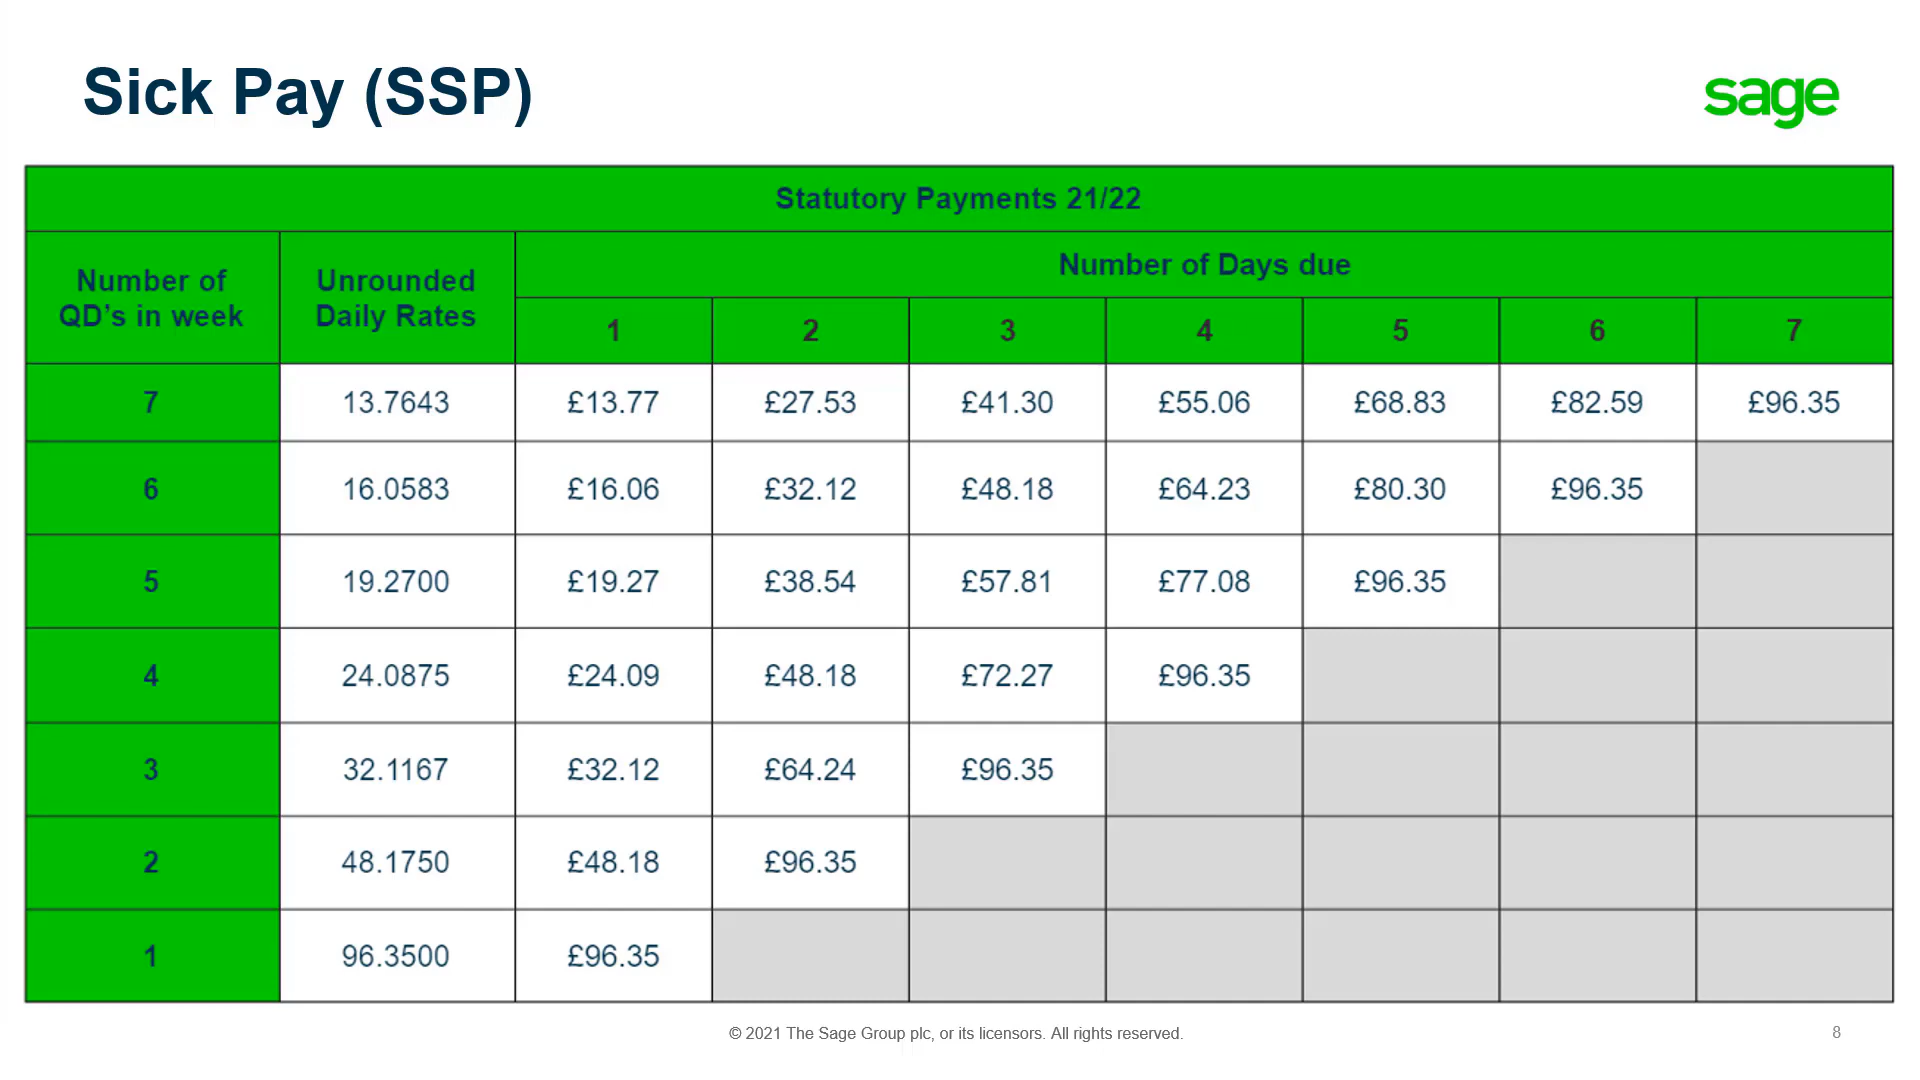 Sick Pay (SSP)
sage
Statutory Payments 21/22
Number of QD's in week
Unrounded Daily Rates
Number of Days due
1 2 3 4 5 6 7
7 13.7643 £13.77 £27.53 £41.30 £55.06 £68.83 £82.59 £96.35
6 16.0583 £16.06 £32.12 £48.18 £64.23 £80.30 £96.35
5 19.2700 £19.27 £38.54 £57.81 £77.08 £96.35
4 24.0875 £24.09 £48.18 £72.27 £96.35
3 32.1167 £32.12 £64.24 £96.35
2 48.1750 £48.18 £96.35
1 96.3500 £96.35
© 2021 The Sage Group plc, or its licensors. All rights reserved.
8